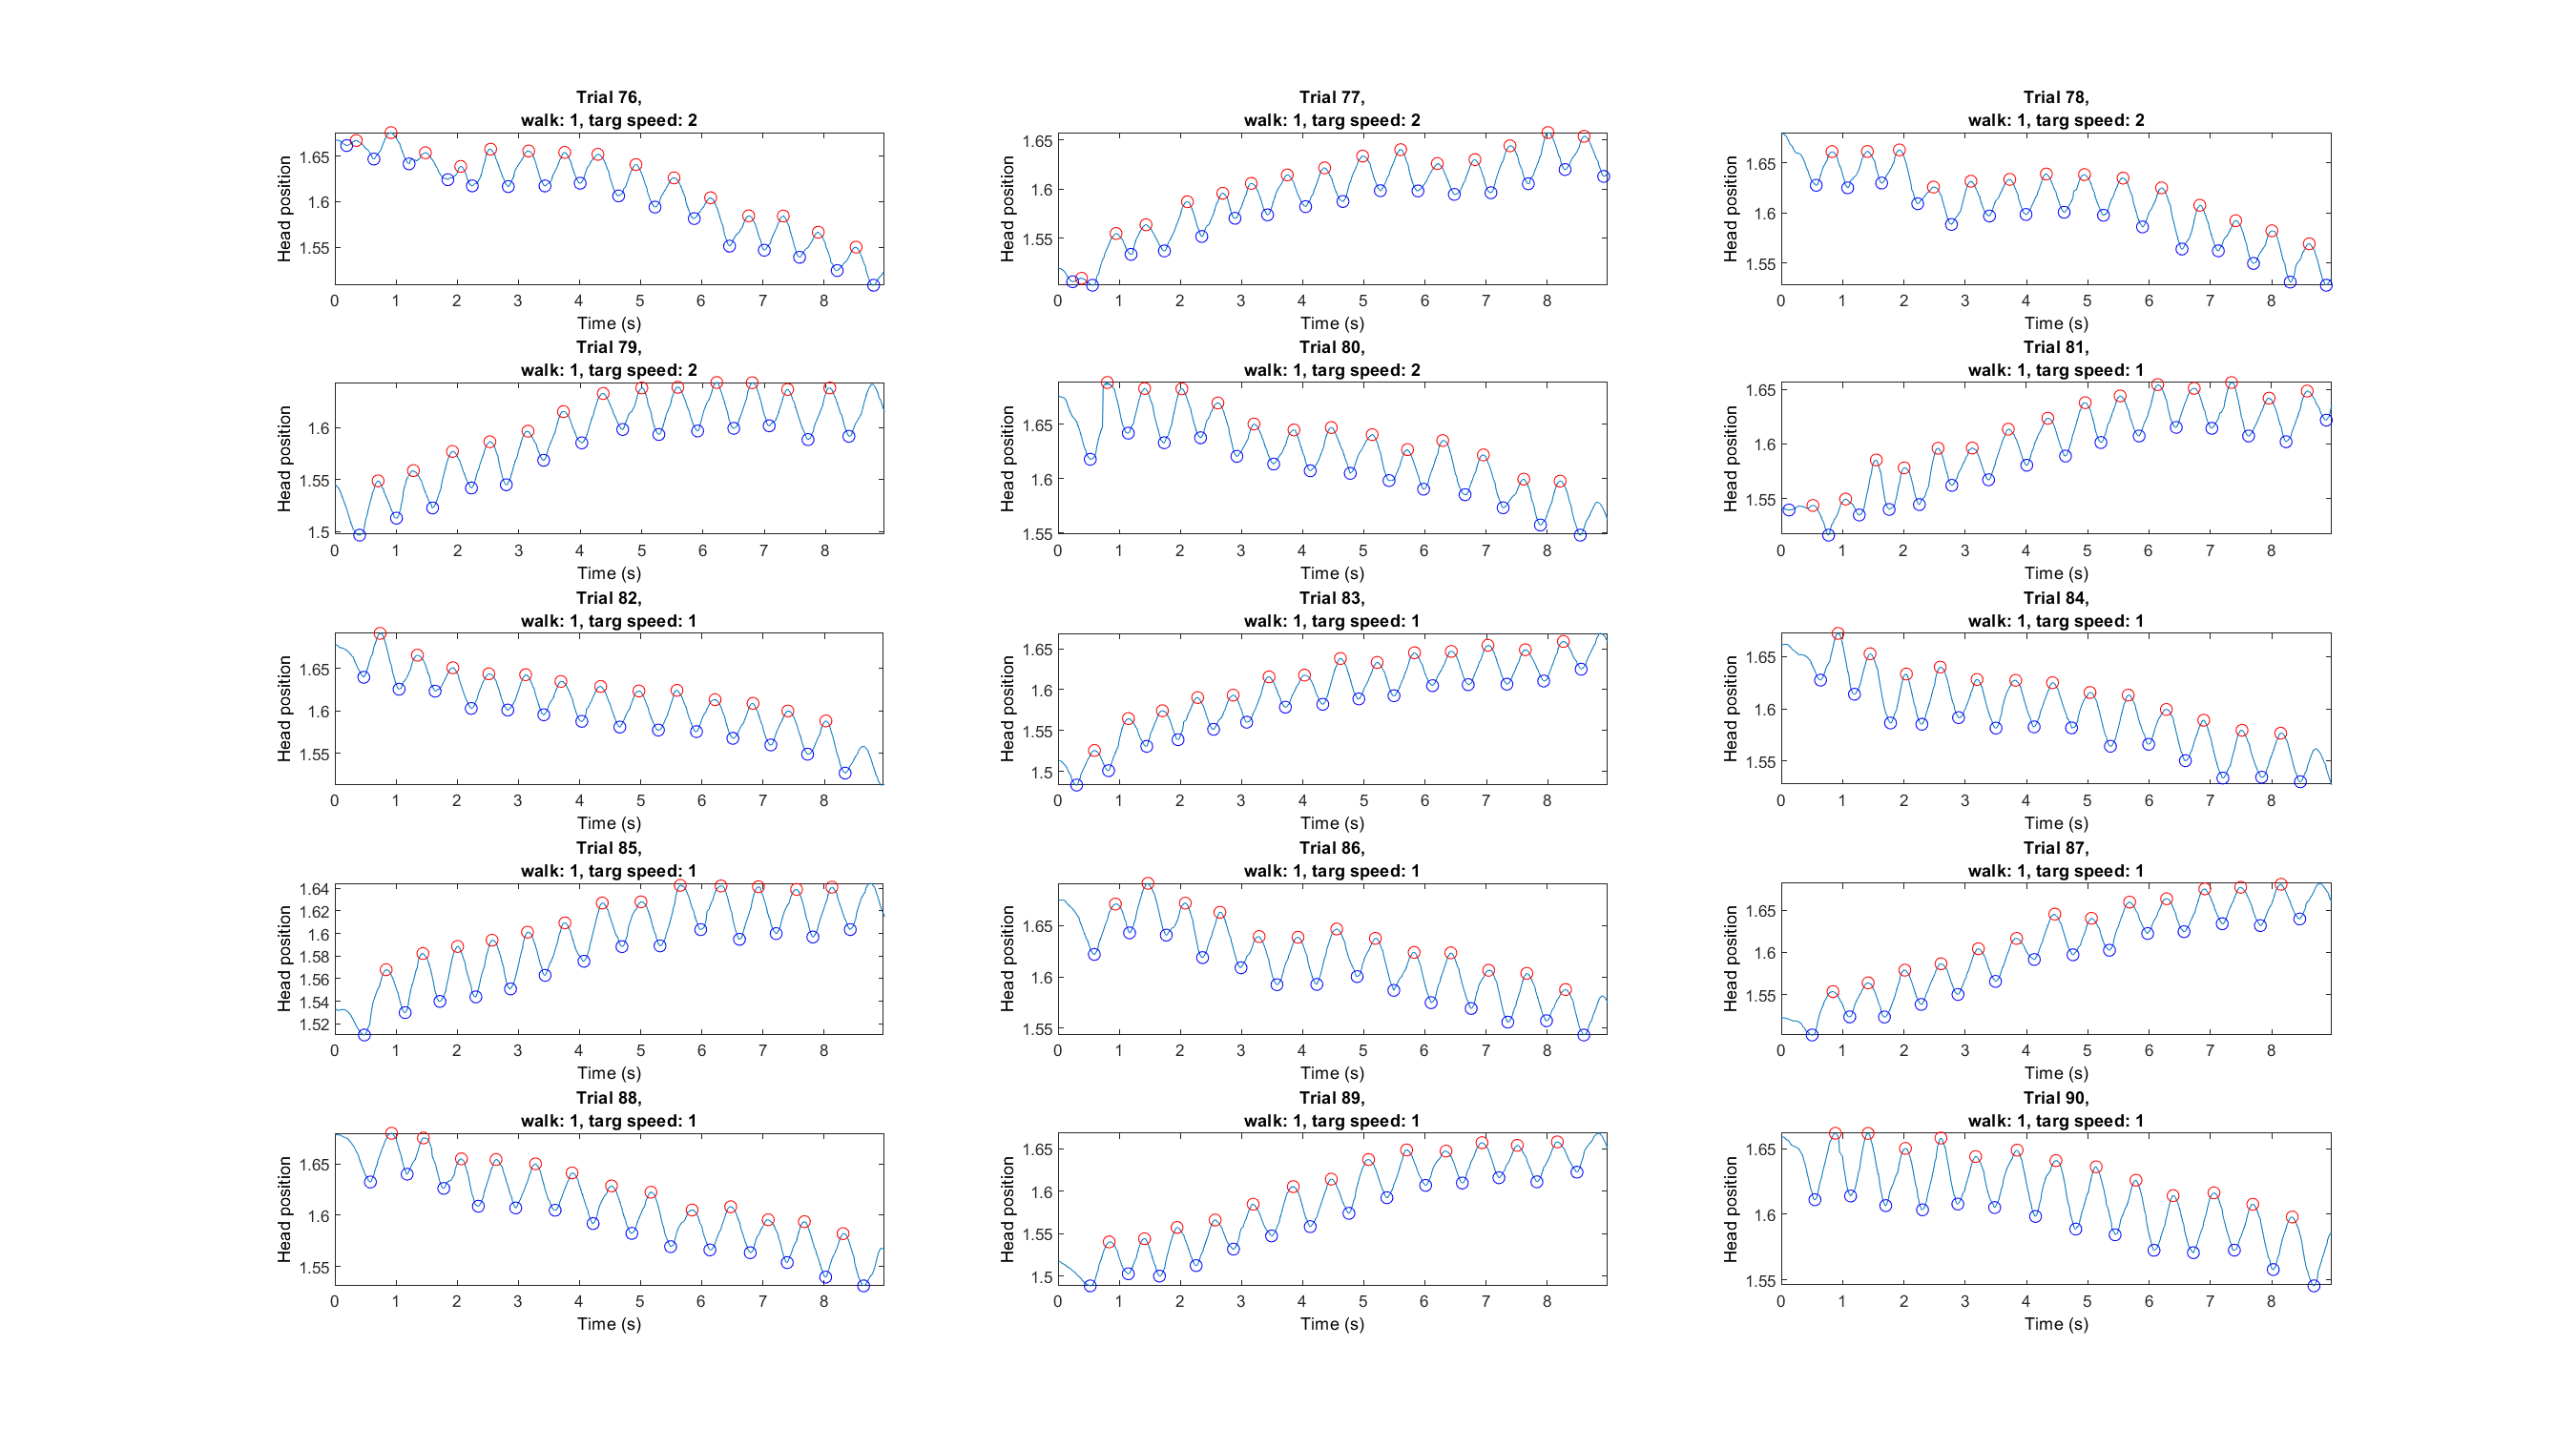 Trial 76,
walk: 1, targ speed: 2
Head position
1.65
1.6
1.55
0 1 2 3 4 5 6 7 8
Time (s)
Trial 77,
walk: 1, targ speed: 2
Head position
1.65
1.6
1.55
0 1 2 3 4 5 6 7 8
Time (s)
Trial 78,
walk: 1, targ speed: 2
Head position
1.65
1.6
1.55
0 1 2 3 4 5 6 7 8
Time (s)
Trial 79,
walk: 1, targ speed: 2
Head position
1.6
1.55
1.5
0 1 2 3 4 5 6 7 8
Time (s)
Trial 80,
walk: 1, targ speed: 2
Head position
1.65
1.6
1.55
0 1 2 3 4 5 6 7 8
Time (s)
Trial 81,
walk: 1, targ speed: 1
Head position
1.65
1.6
1.55
0 1 2 3 4 5 6 7 8
Time (s)
Trial 82,
walk: 1, targ speed: 1
Head position
1.65
1.6
1.55
0 1 2 3 4 5 6 7 8
Time (s)
Trial 83,
walk: 1, targ speed: 1
Head position
1.65
1.6
1.55
1.5
0 1 2 3 4 5 6 7 8
Time (s)
Trial 84,
walk: 1, targ speed: 1
Head position
1.65
1.6
1.55
0 1 2 3 4 5 6 7 8
Time (s)
Trial 85,
walk: 1, targ speed: 1
Head position
1.64
1.62
1.6
1.58
1.56
1.54
1.52
0 1 2 3 4 5 6 7 8
Time (s)
Trial 86,
walk: 1, targ speed: 1
Head position
1.65
1.6
1.55
0 1 2 3 4 5 6 7 8
Time (s)
Trial 87,
walk: 1, targ speed: 1
Head position
1.65
1.6
1.55
0 1 2 3 4 5 6 7 8
Time (s)
Trial 88,
walk: 1, targ speed: 1
Head position
1.65
1.6
1.55
0 1 2 3 4 5 6 7 8
Time (s)
Trial 89,
walk: 1, targ speed: 1
Head position
1.65
1.6
1.55
1.5
0 1 2 3 4 5 6 7 8
Time (s)
Trial 90,
walk: 1, targ speed: 1
Head position
1.65
1.6
1.55
0 1 2 3 4 5 6 7 8
Time (s)